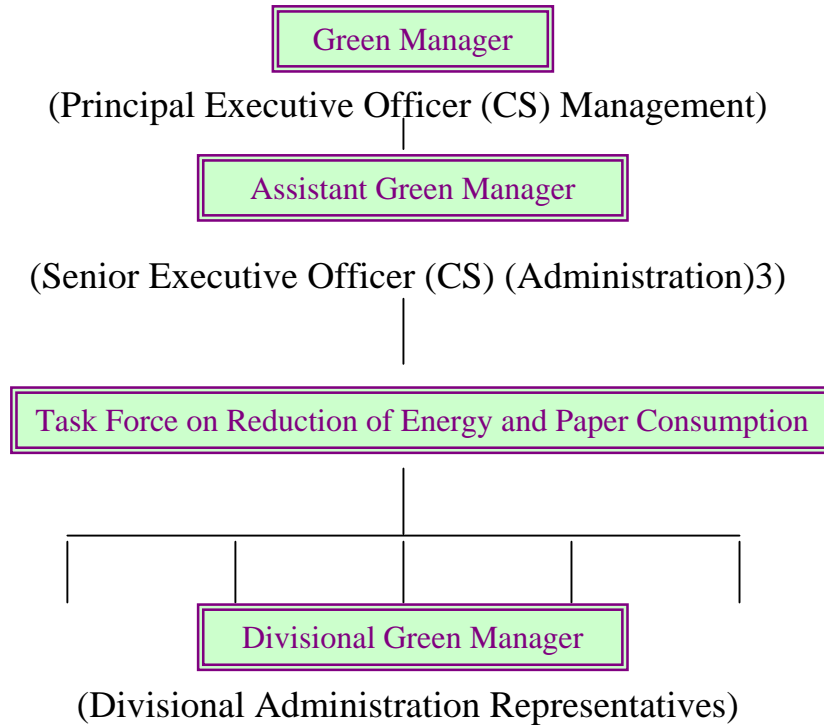 Green Manager
(Principal Executive Officer (CS) Management)
Assistant Green Manager
(Senior Executive Officer (CS) (Administration)3)
Task Force on Reduction of Energy and Paper Consumption
Divisional Green Manager
(Divisional Administration Representatives)